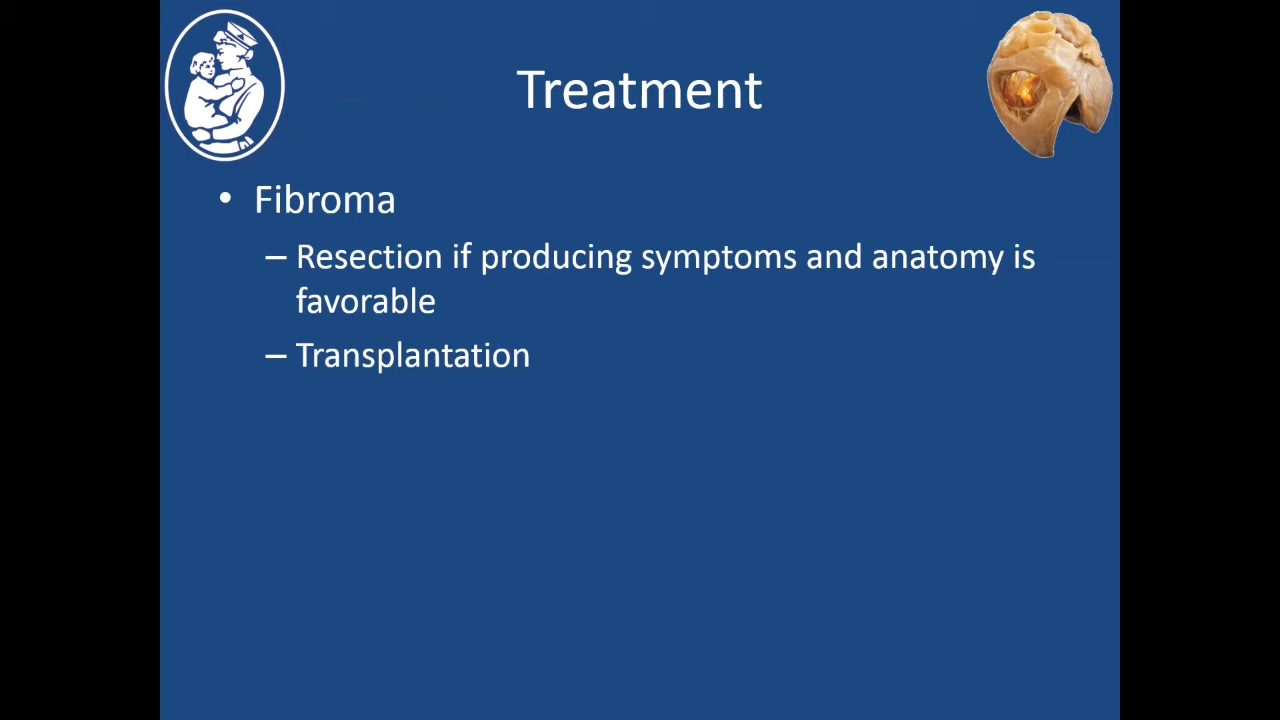 Treatment
• Fibroma
– Resection if producing symptoms and anatomy is
favorable
– Transplantation